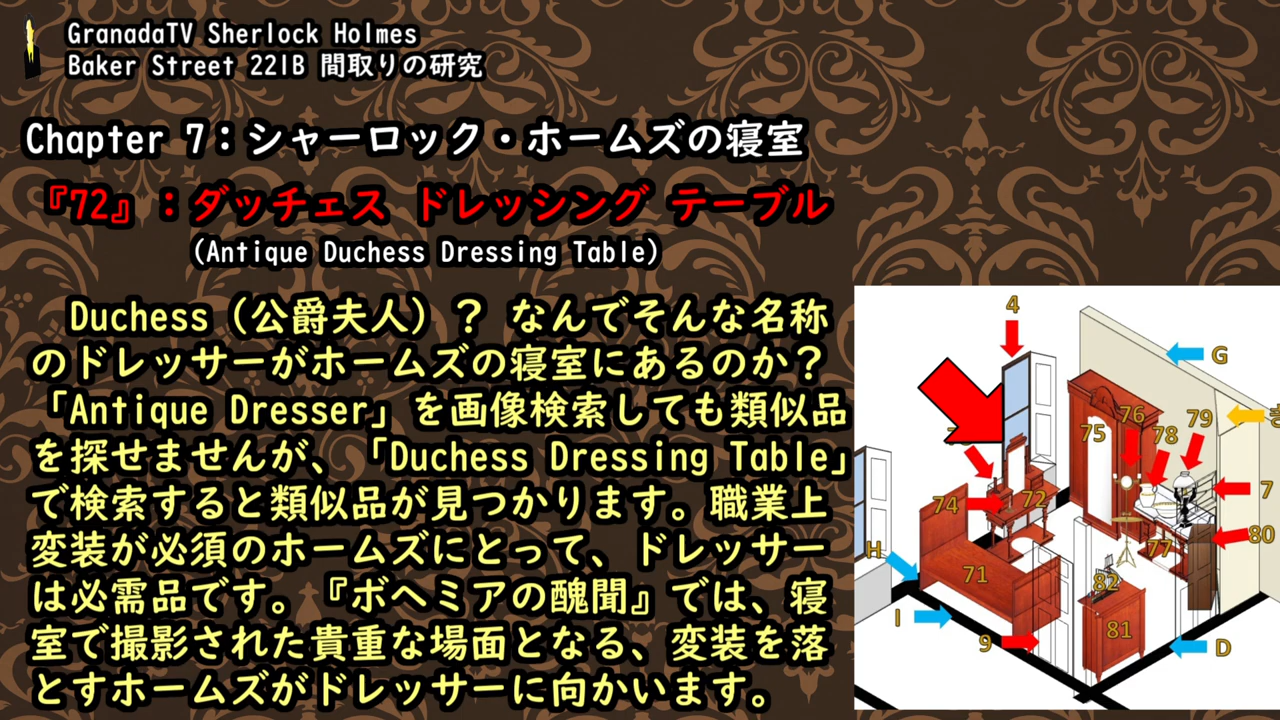 GranadaTV Sherlock Holmes
Baker Street 221B 間取りの研究
Chapter 7:シャーロック・ホームズの寝室
『72』:ダッチェス ドレッシング テーブル
(Antique Duchess Dressing Table)
Duchess(公爵夫人)? なんでそんな名称
のドレッサーがホームズの寝室にあるのか?
「Antique Dresser」を画像検索しても類似品
を探せませんが、「Duchess Dressing Table」
で検索すると類似品が見つかります。職業上
変装が必須のホームズにとって、ドレッサー
は必需品です。『ボヘミアの醜聞』では、寝
室で撮影された貴重な場面となる、変装を落
とすホームズがドレッサーに向かいます。
4
G
76
79
75
78
74
72
7
80
77
H
71
82
I
81
9
D